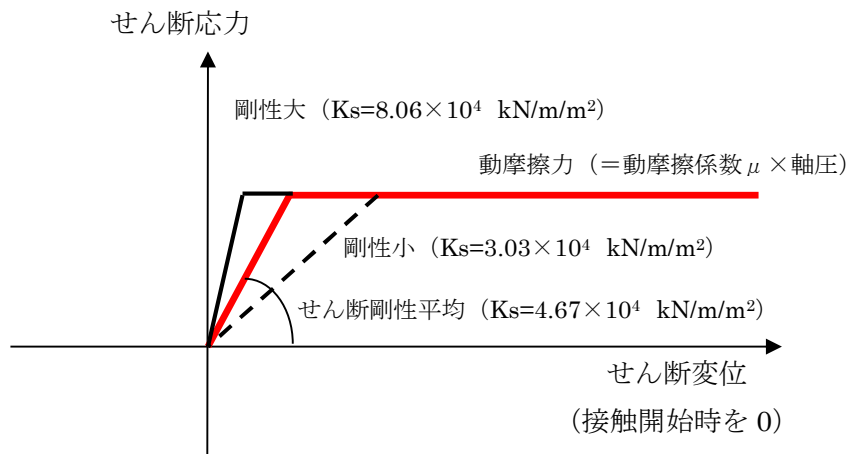 せん断応力
剛性大（Ks=8.06×10⁴ kN/m/m²）
動摩擦力（＝動摩擦係数μ×軸圧）
剛性小（Ks=3.03×10⁴ kN/m/m²）
せん断剛性平均（Ks=4.67×10⁴ kN/m/m²）
せん断変位
（接触開始時を 0）